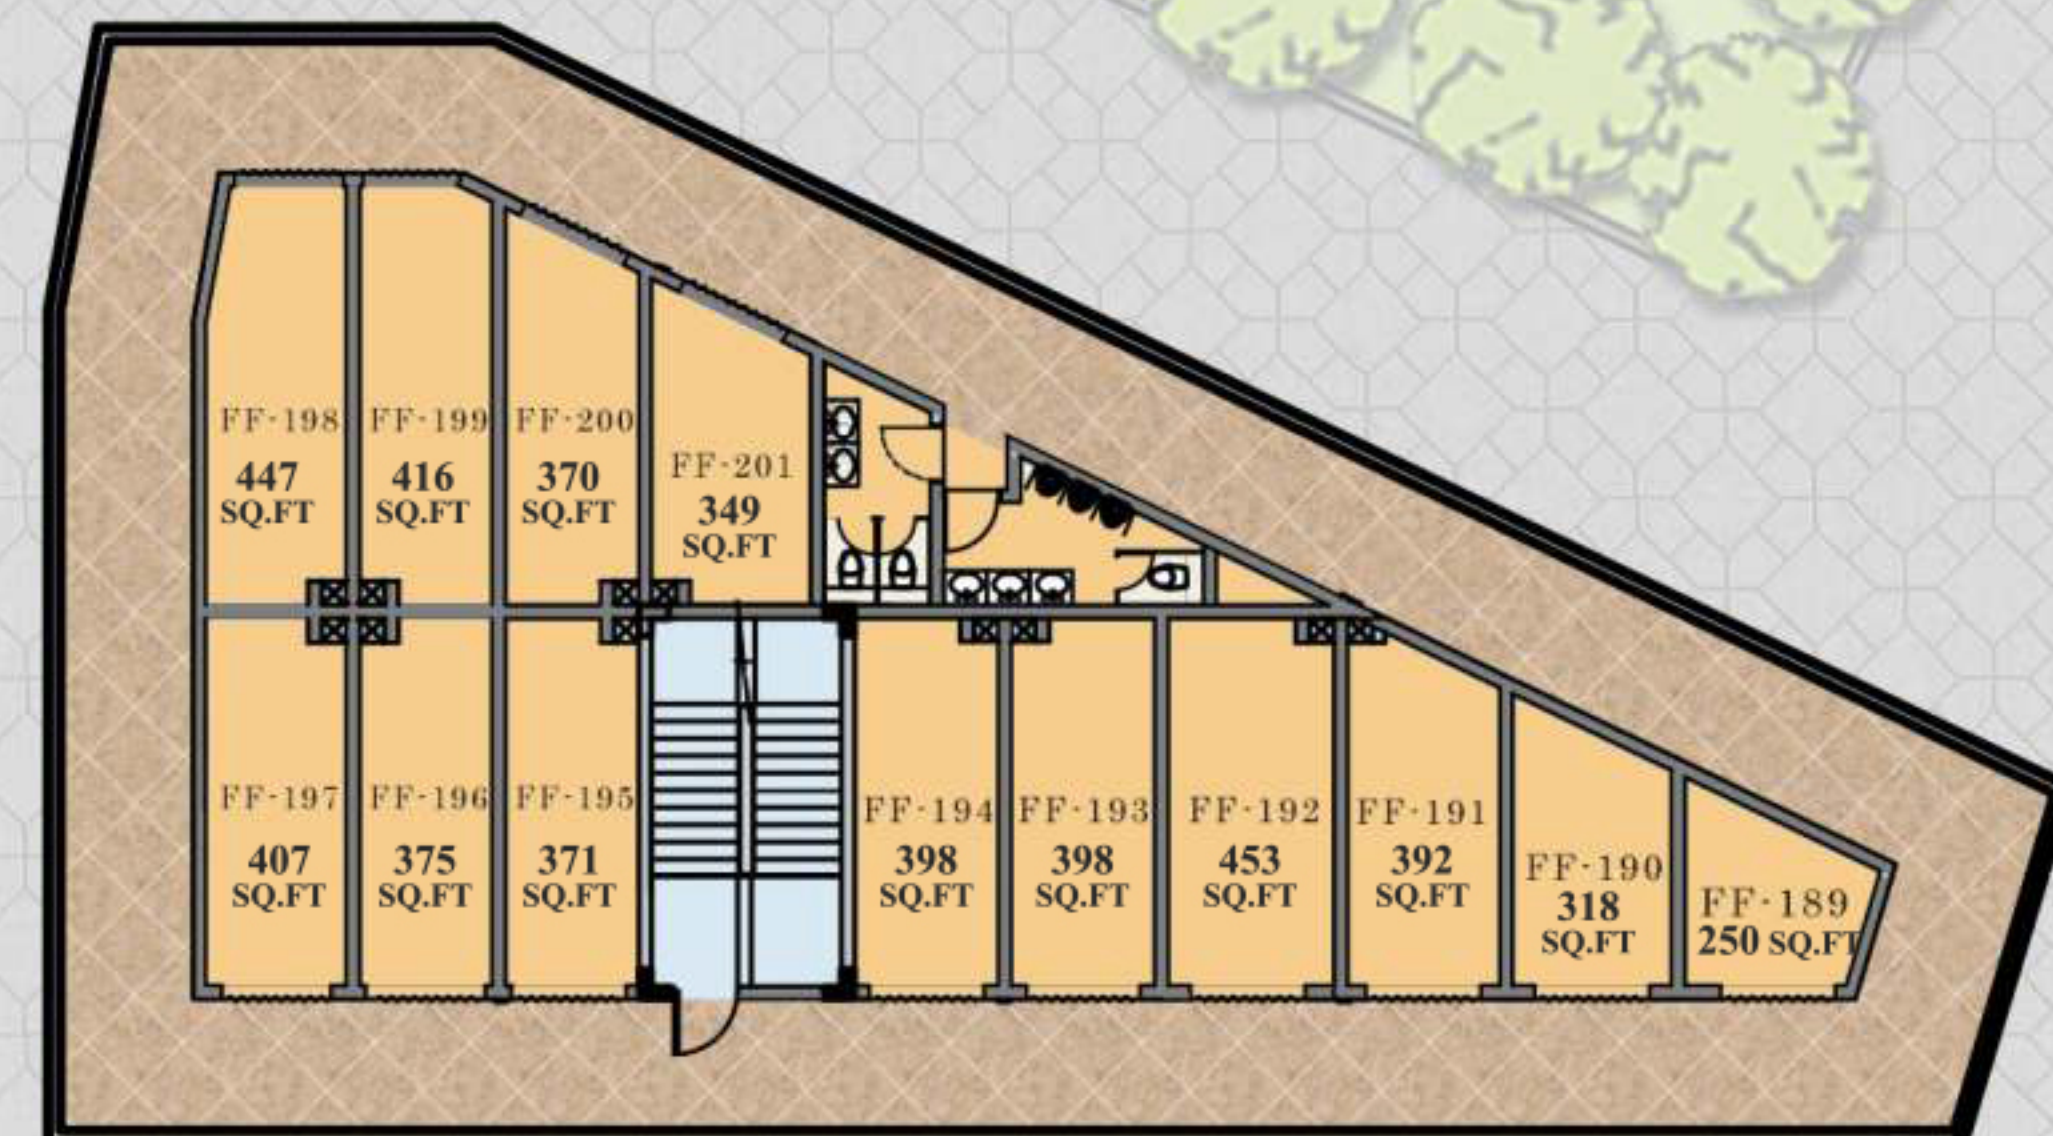 FF-198
447
SQ.FT
FF-199
416
SQ.FT
FF-200
370
SQ.FT
FF-201
349
SQ.FT
FF-197
407
SQ.FT
FF-196
375
SQ.FT
FF-195
371
SQ.FT
FF-194
398
SQ.FT
FF-193
398
SQ.FT
FF-192
453
SQ.FT
FF-191
392
SQ.FT
FF-190
318
SQ.FT
FF-189
250 SQ.FT